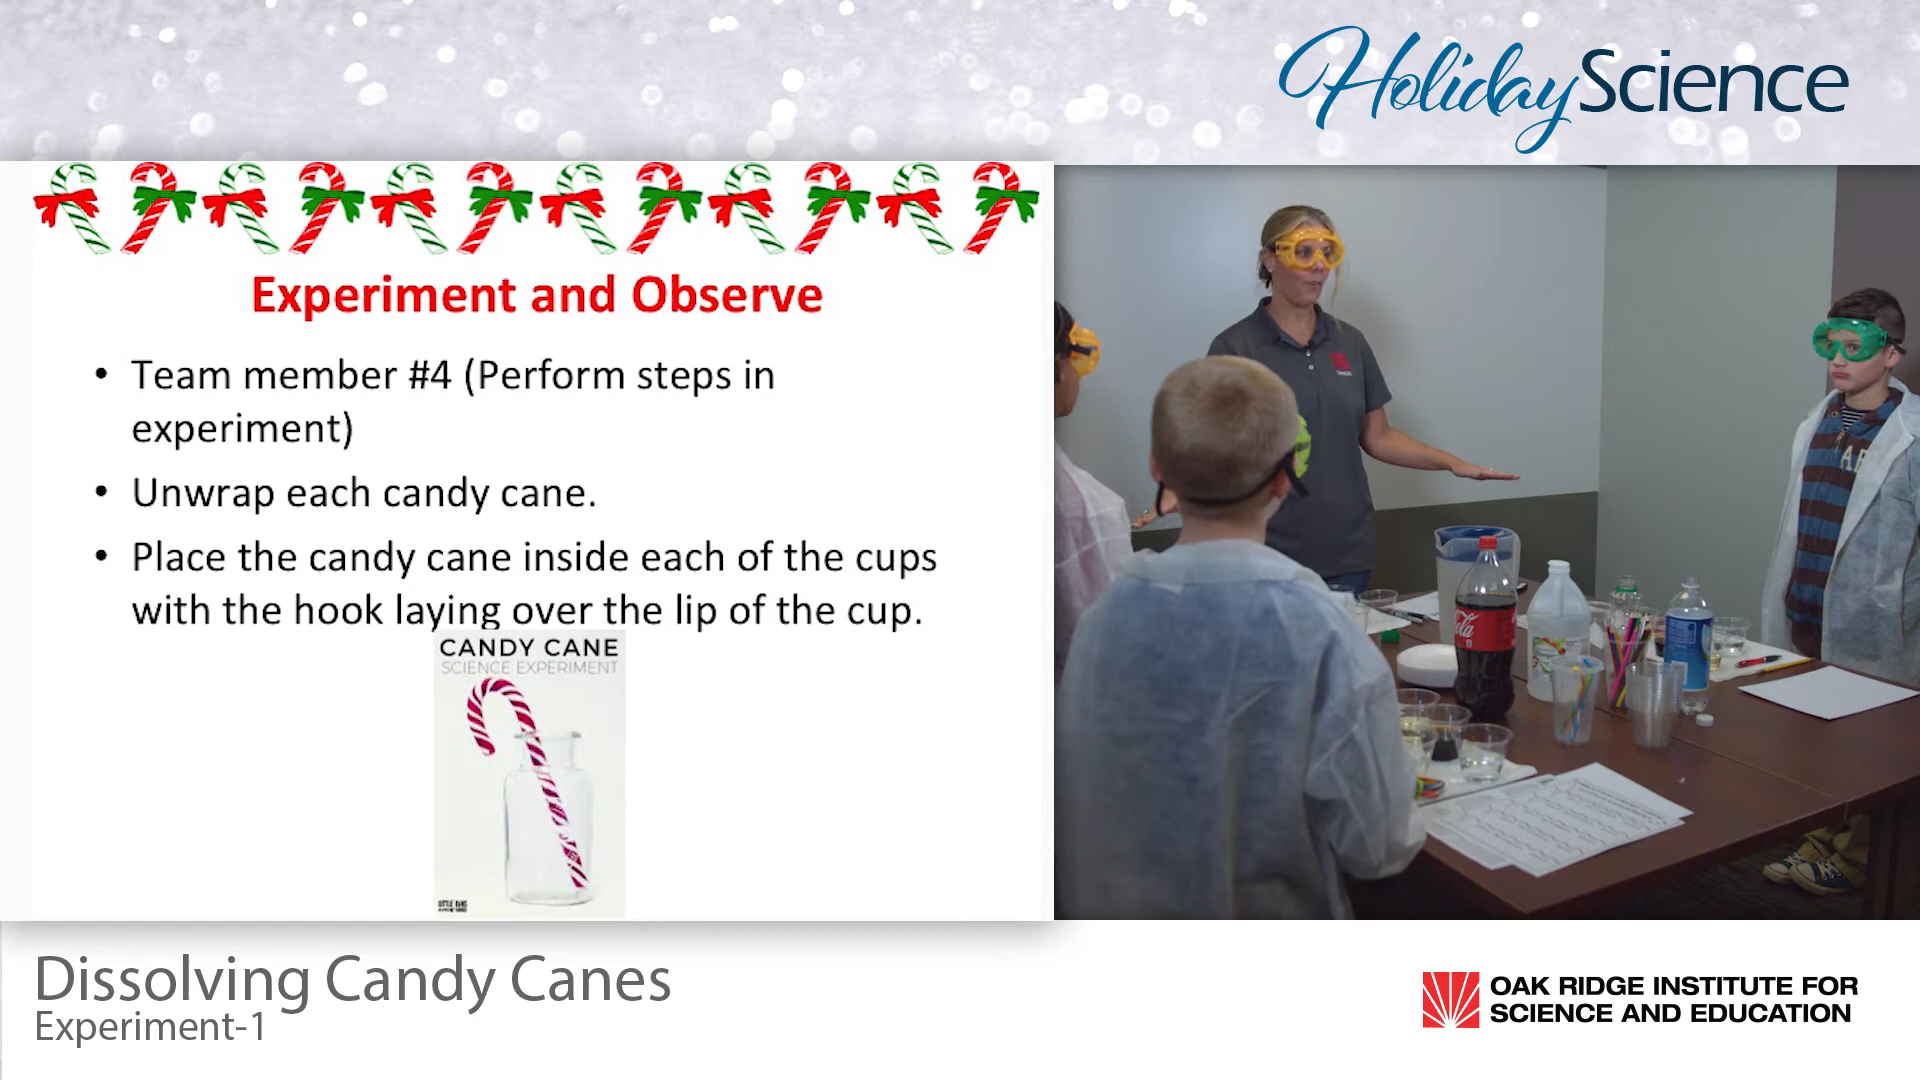 HolidayScience
Experiment and Observe
• Team member #4 (Perform steps in
experiment)
• Unwrap each candy cane.
• Place the candy cane inside each of the cups
with the hook laying over the lip of the cup.
CANDY CANE
SCIENCE EXPERIMENT
Dissolving Candy Canes
Experiment-1
OAK RIDGE INSTITUTE FOR
SCIENCE AND EDUCATION